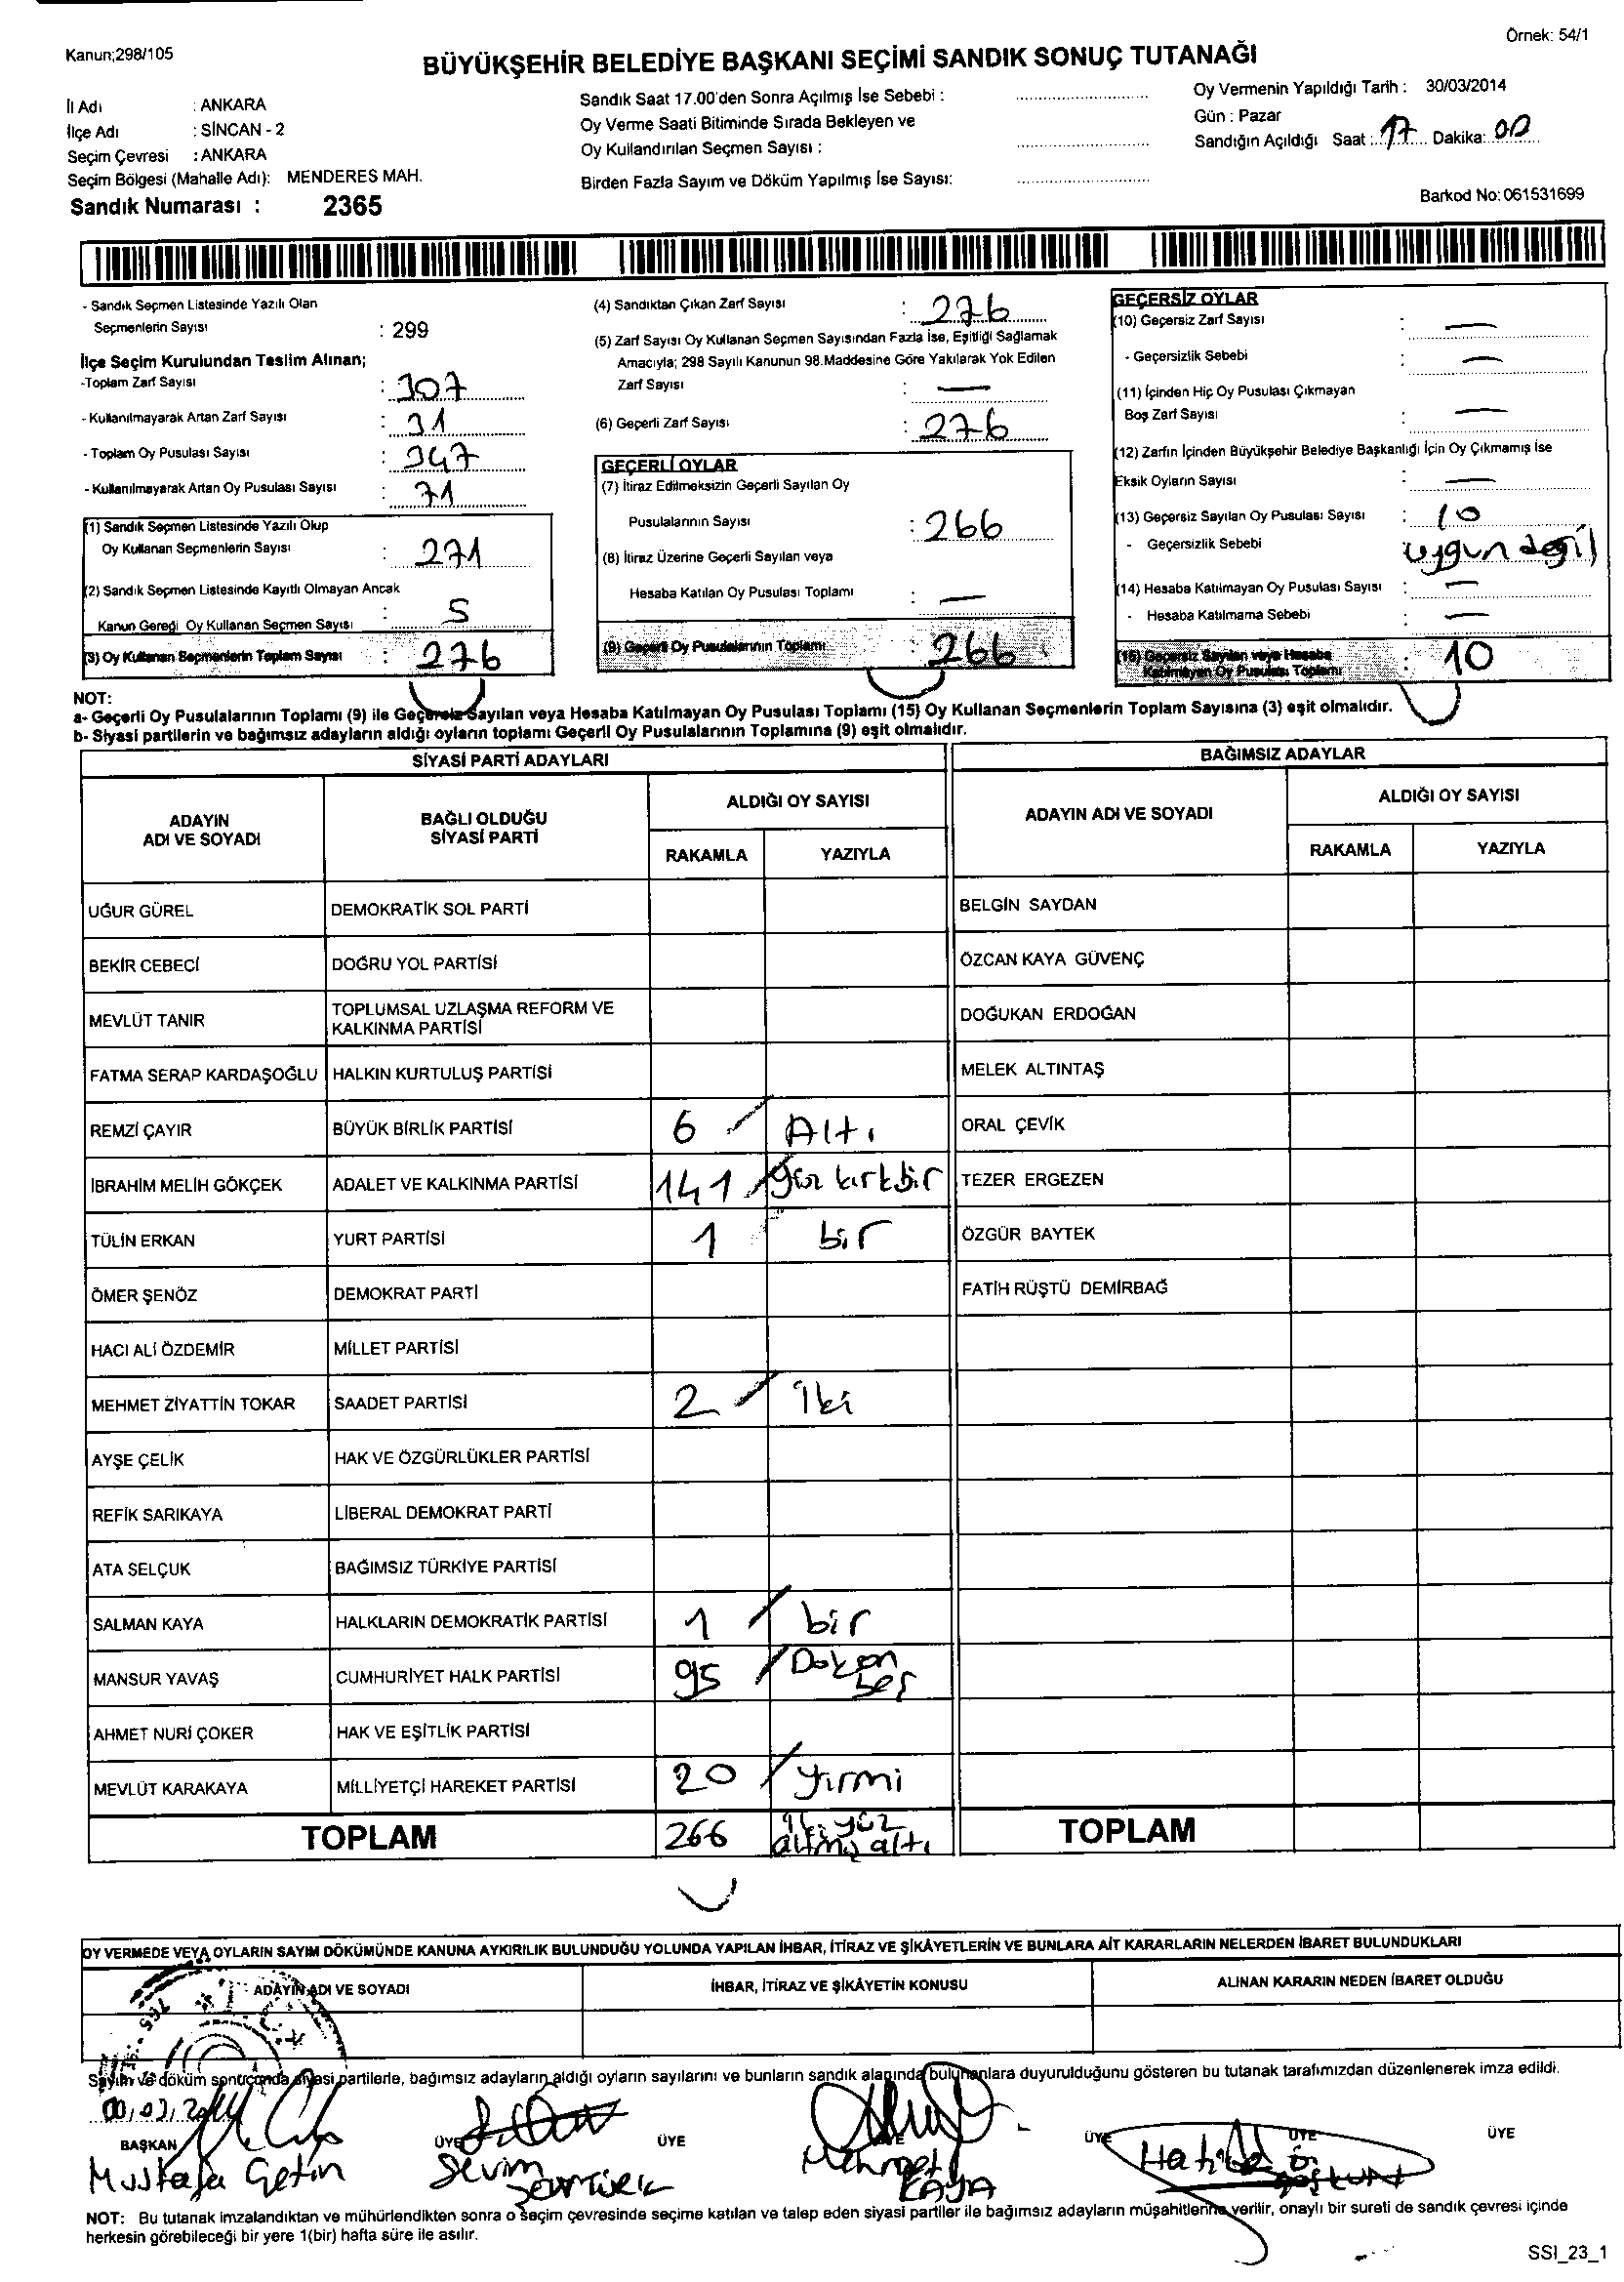 Kanun;298/105
Örnek: 54/1
BÜYÜKŞEHİR BELEDİYE BAŞKANI SEÇİMİ SANDIK SONUÇ TUTANAĞI
İl Adı : ANKARA
İlçe Adı : SİNCAN - 2
Seçim Çevresi : ANKARA
Seçim Bölgesi (Mahalle Adı): MENDERES MAH.
Sandık Numarası : 2365
Sandık Saat 17.00'den Sonra Açılmış İse Sebebi :
Oy Verme Saati Bitiminde Sırada Bekleyen ve
Oy Kullandırılan Seçmen Sayısı :
Birden Fazla Sayım ve Döküm Yapılmış İse Sayısı:
Oy Vermenin Yapıldığı Tarih : 30/03/2014
Gün : Pazar
Sandığın Açıldığı Saat : 17 Dakika: 00
Barkod No: 061531699
- Sandık Seçmen Listesinde Yazılı Olan
Seçmenlerin Sayısı : 299
İlçe Seçim Kurulundan Teslim Alınan;
-Toplam Zarf Sayısı : 307
- Kullanılmayarak Artan Zarf Sayısı : 31
- Toplam Oy Pusulası Sayısı : 347
- Kullanılmayarak Artan Oy Pusulası Sayısı : 71
(1) Sandık Seçmen Listesinde Yazılı Olup
Oy Kullanan Seçmenlerin Sayısı : 271
(2) Sandık Seçmen Listesinde Kayıtlı Olmayan Ancak
Kanun Gereği Oy Kullanan Seçmen Sayısı : 5
(3) Oy Kullanan Seçmenlerin Toplam Sayısı : 276
(4) Sandıktan Çıkan Zarf Sayısı : 276
(5) Zarf Sayısı Oy Kullanan Seçmen Sayısından Fazla İse, Eşitliği Sağlamak
Amacıyla; 298 Sayılı Kanunun 98.Maddesine Göre Yakılarak Yok Edilen
Zarf Sayısı : —
(6) Geçerli Zarf Sayısı : 276
GEÇERLİ OYLAR
(7) İtiraz Edilmeksizin Geçerli Sayılan Oy
Pusulalarının Sayısı : 266
(8) İtiraz Üzerine Geçerli Sayılan veya
Hesaba Katılan Oy Pusulası Toplamı : —
(9) Geçerli Oy Pusulalarının Toplamı : 266
GEÇERSİZ OYLAR
(10) Geçersiz Zarf Sayısı : —
- Geçersizlik Sebebi : —
(11) İçinden Hiç Oy Pusulası Çıkmayan
Boş Zarf Sayısı : —
(12) Zarfın İçinden Büyükşehir Belediye Başkanlığı İçin Oy Çıkmamış İse
Eksik Oyların Sayısı : —
(13) Geçersiz Sayılan Oy Pusulası Sayısı : 10
- Geçersizlik Sebebi uygun değil
(14) Hesaba Katılmayan Oy Pusulası Sayısı : —
- Hesaba Katılmama Sebebi : —
(15) Geçersiz Sayılan veya Hesaba
Katılmayan Oy Pusulası Toplamı : 10
NOT:
a- Geçerli Oy Pusulalarının Toplamı (9) ile Geçersiz Sayılan veya Hesaba Katılmayan Oy Pusulası Toplamı (15) Oy Kullanan Seçmenlerin Toplam Sayısına (3) eşit olmalıdır.
b- Siyasi partilerin ve bağımsız adayların aldığı oyların toplamı Geçerli Oy Pusulalarının Toplamına (9) eşit olmalıdır.
SİYASİ PARTİ ADAYLARI
ADAYIN ADI VE SOYADI
BAĞLI OLDUĞU SİYASİ PARTİ
ALDIĞI OY SAYISI
RAKAMLA YAZIYLA
UĞUR GÜREL DEMOKRATİK SOL PARTİ
BEKİR CEBECİ DOĞRU YOL PARTİSİ
MEVLÜT TANIR TOPLUMSAL UZLAŞMA REFORM VE
KALKINMA PARTİSİ
FATMA SERAP KARDAŞOĞLU HALKIN KURTULUŞ PARTİSİ
REMZİ ÇAYIR BÜYÜK BİRLİK PARTİSİ 6 / Altı
İBRAHİM MELİH GÖKÇEK ADALET VE KALKINMA PARTİSİ 141 / yüz kırkbir
TÜLİN ERKAN YURT PARTİSİ 1 bir
ÖMER ŞENÖZ DEMOKRAT PARTİ
HACI ALİ ÖZDEMİR MİLLET PARTİSİ
MEHMET ZİYATTİN TOKAR SAADET PARTİSİ 2 / iki
AYŞE ÇELİK HAK VE ÖZGÜRLÜKLER PARTİSİ
REFİK SARIKAYA LİBERAL DEMOKRAT PARTİ
ATA SELÇUK BAĞIMSIZ TÜRKİYE PARTİSİ
SALMAN KAYA HALKLARIN DEMOKRATİK PARTİSİ 1 / bir
MANSUR YAVAŞ CUMHURİYET HALK PARTİSİ 95 / Doksan beş
AHMET NURİ ÇOKER HAK VE EŞİTLİK PARTİSİ
MEVLÜT KARAKAYA MİLLİYETÇİ HAREKET PARTİSİ 20 / yirmi
TOPLAM 266 ikiyüz altmış altı
BAĞIMSIZ ADAYLAR
ADAYIN ADI VE SOYADI
ALDIĞI OY SAYISI
RAKAMLA YAZIYLA
BELGİN SAYDAN
ÖZCAN KAYA GÜVENÇ
DOĞUKAN ERDOĞAN
MELEK ALTINTAŞ
ORAL ÇEVİK
TEZER ERGEZEN
ÖZGÜR BAYTEK
FATİH RÜŞTÜ DEMİRBAĞ
TOPLAM
OY VERMEDE VEYA OYLARIN SAYIM DÖKÜMÜNDE KANUNA AYKIRILIK BULUNDUĞU YOLUNDA YAPILAN İHBAR, İTİRAZ VE ŞİKÂYETLERİN VE BUNLARA AİT KARARLARIN NELERDEN İBARET BULUNDUKLARI
ADAYIN ADI VE SOYADI İHBAR, İTİRAZ VE ŞİKÂYETİN KONUSU ALINAN KARARIN NEDEN İBARET OLDUĞU
Sayım ve döküm sonucunda siyasi partilerle, bağımsız adayların aldığı oyların sayılarını ve bunların sandık alanında bulunanlara duyurulduğunu gösteren bu tutanak tarafımızdan düzenlenerek imza edildi.
BAŞKAN ÜYE ÜYE ÜYE ÜYE ÜYE
Mustafa Çetin Sevim Mehmet KAYA
NOT: Bu tutanak imzalandıktan ve mühürlendikten sonra o seçim çevresinde seçime katılan ve talep eden siyasi partiler ile bağımsız adayların müşahitlerine verilir, onaylı bir sureti de sandık çevresi içinde
herkesin görebileceği bir yere 1(bir) hafta süre ile asılır.
SSI_23_1